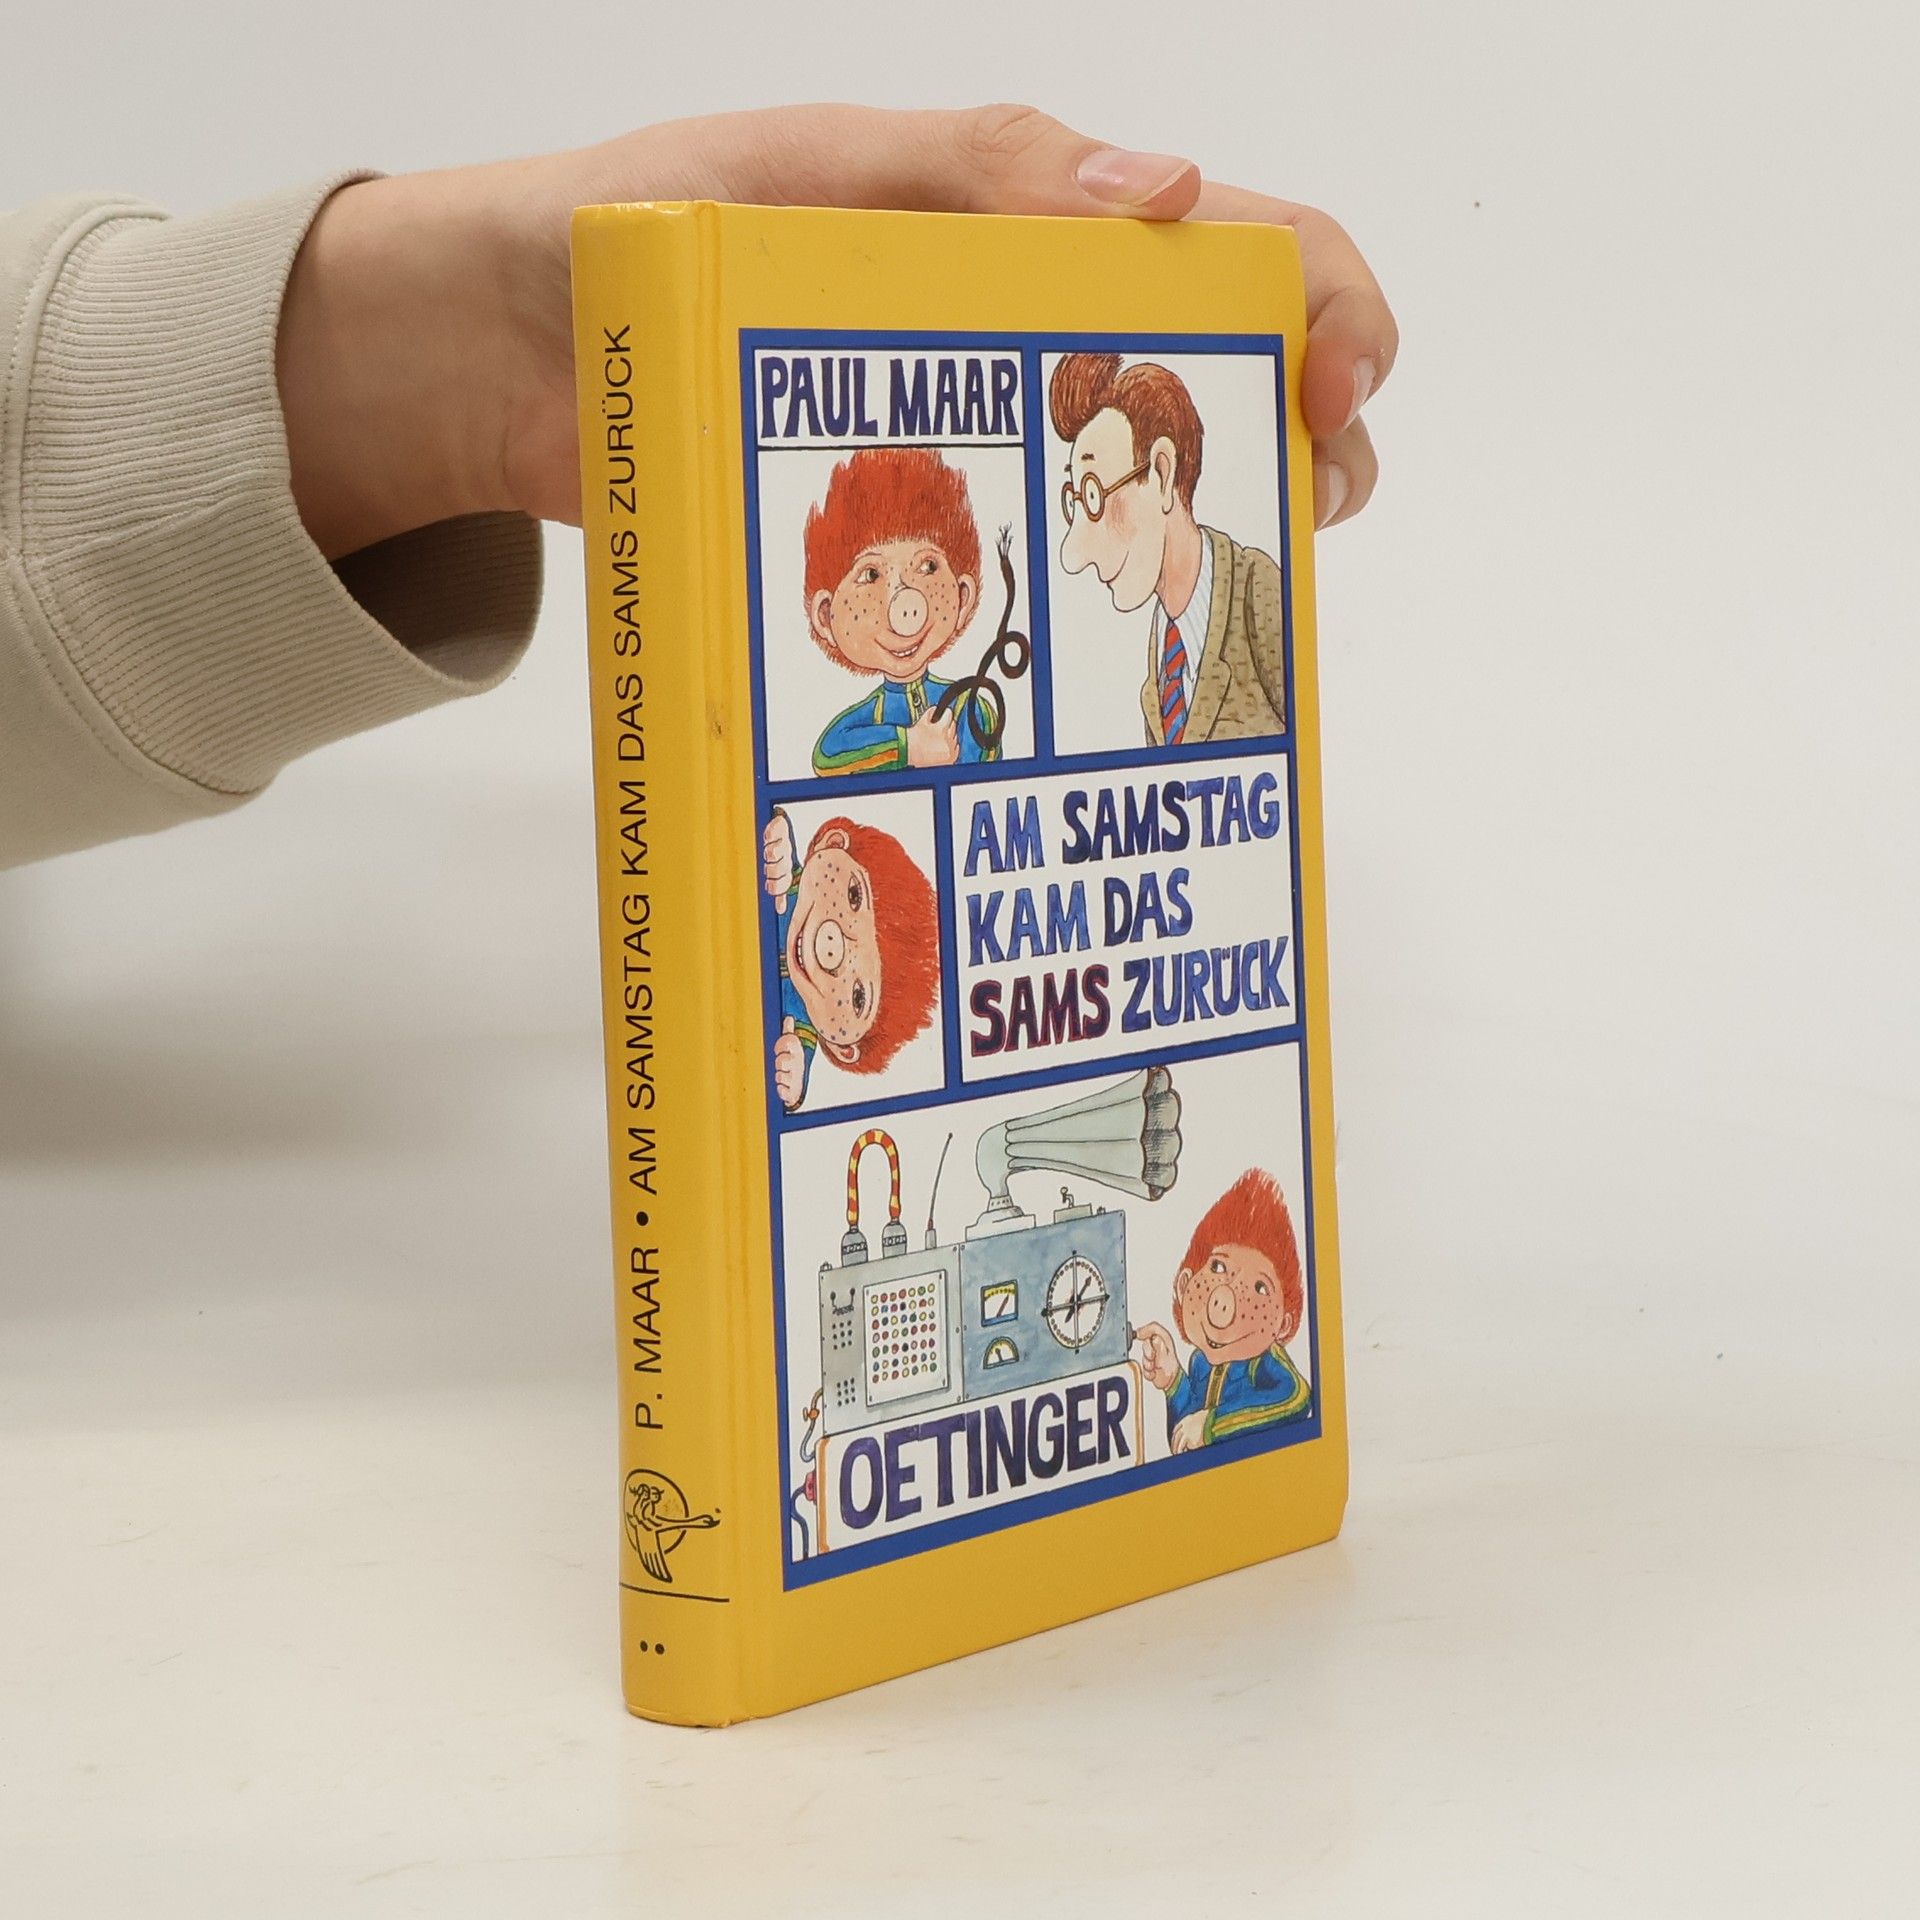 P. MAAR • AM SAMSTAG KAM DAS SAMS ZURÜCK
PAUL MAAR
AM SAMSTAG
KAM DAS
SAMS ZURÜCK
OETINGER